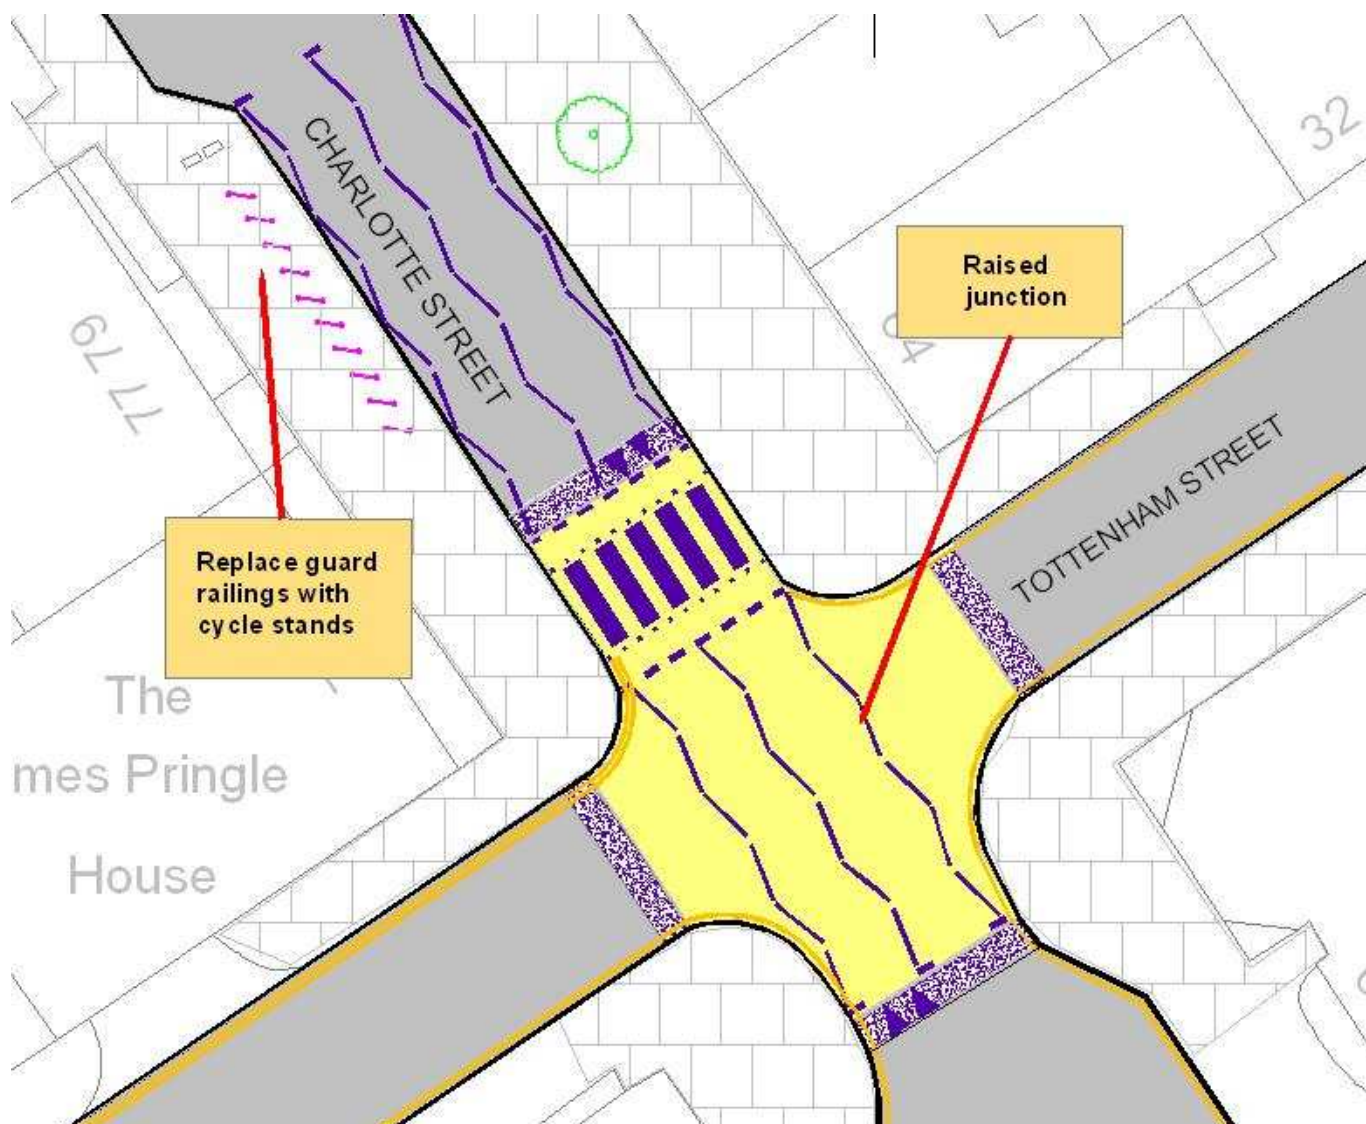 32
CHARLOTTE STREET
Raised
junction
77 79
TOTTENHAM STREET
Replace guard
railings with
cycle stands
The
mes Pringle
House